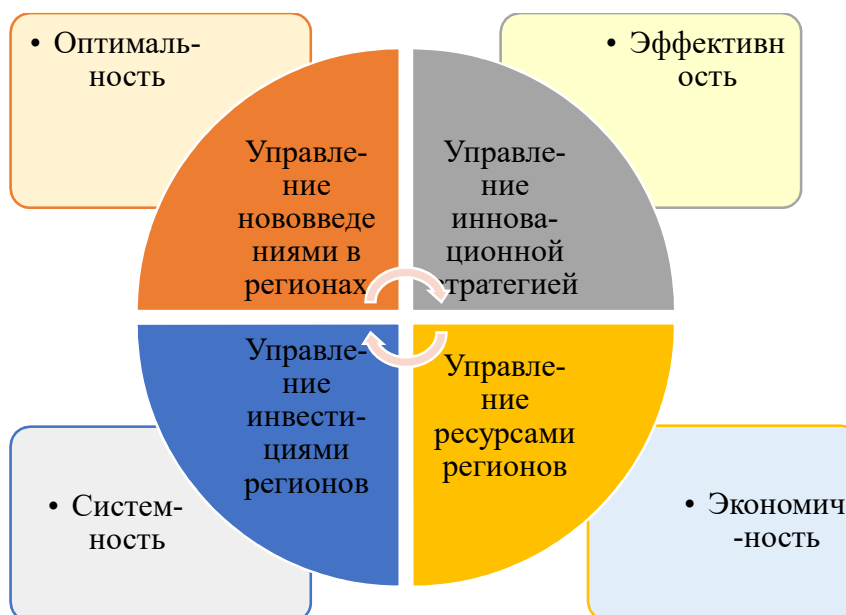 • Оптималь-
ность
• Эффективн
ость
Управле-
ние
нововведе
ниями в
регионах
Управле-
ние
иннова-
ционной
стратегией
Управле-
ние
инвести-
циями
регионов
Управле-
ние
ресурсами
регионов
• Систем-
ность
• Экономич
-ность